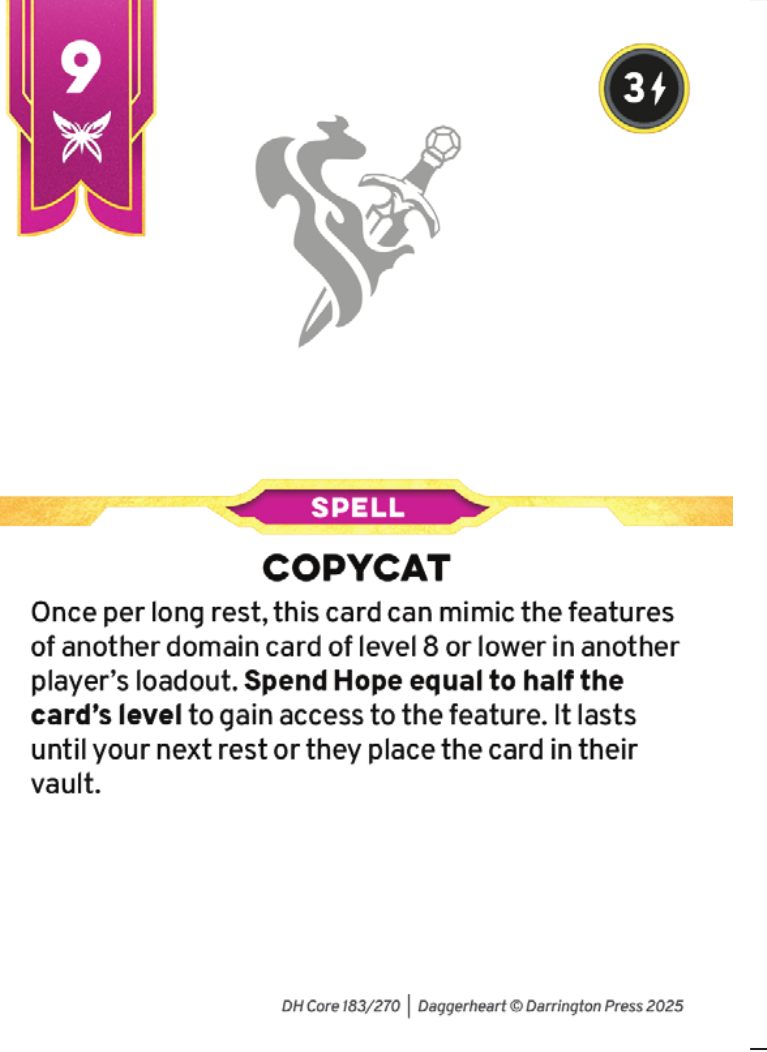 9
3
SPELL
COPYCAT
Once per long rest, this card can mimic the features
of another domain card of level 8 or lower in another
player’s loadout. Spend Hope equal to half the
card’s level to gain access to the feature. It lasts
until your next rest or they place the card in their
vault.
DH Core 183/270 | Daggerheart © Darrington Press 2025